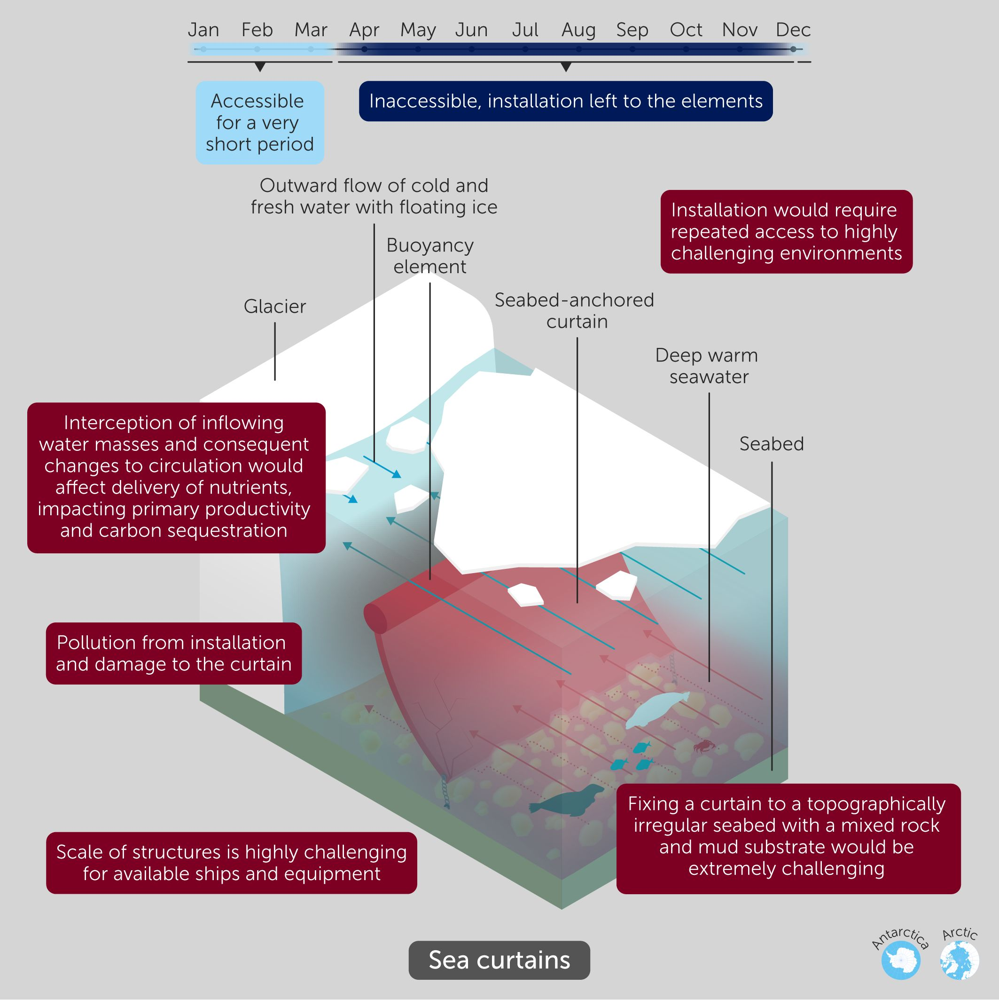 Jan Feb Mar Apr May Jun Jul Aug Sep Oct Nov Dec
Accessible
for a very
short period
Inaccessible, installation left to the elements
Outward flow of cold and
fresh water with floating ice
Installation would require
repeated access to highly
challenging environments
Buoyancy
element
Glacier
Seabed-anchored
curtain
Deep warm
seawater
Seabed
Interception of inflowing
water masses and consequent
changes to circulation would
affect delivery of nutrients,
impacting primary productivity
and carbon sequestration
Pollution from installation
and damage to the curtain
Fixing a curtain to a topographically
irregular seabed with a mixed rock
and mud substrate would be
extremely challenging
Scale of structures is highly challenging
for available ships and equipment
Sea curtains
Antarctica
Arctic